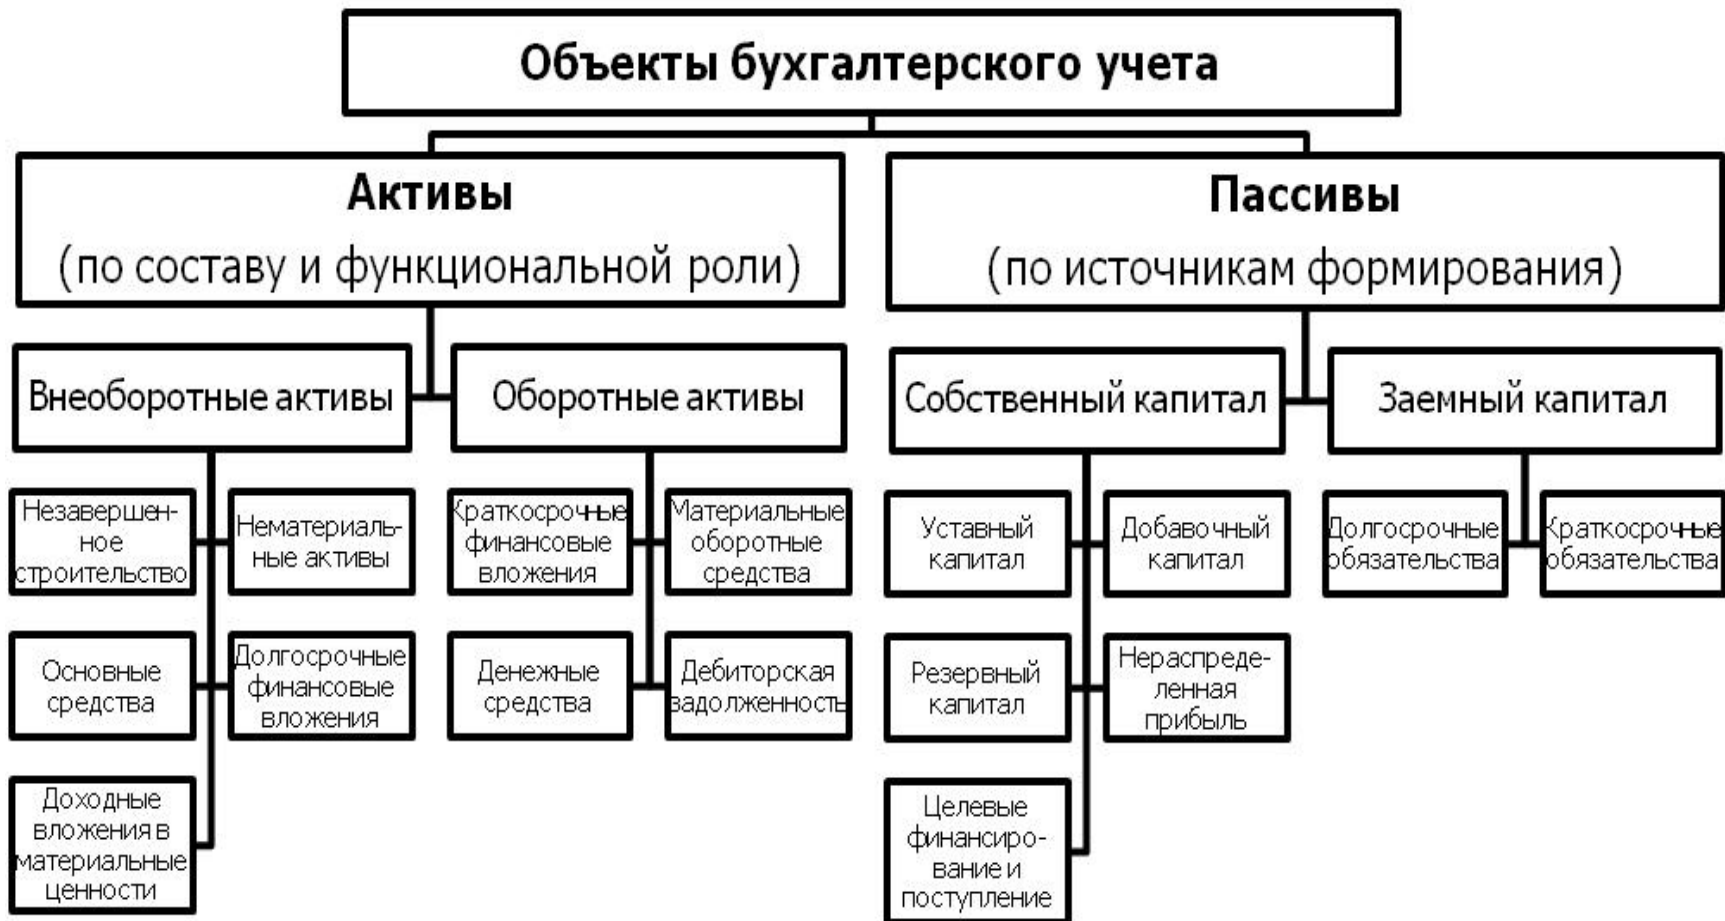 Объекты бухгалтерского учета
Активы
(по составу и функциональной роли)
Пассивы
(по источникам формирования)
Внеоборотные активы
Оборотные активы
Собственный капитал
Заемный капитал
Незавершен-
ное
строительство
Нематериаль-
ные активы
Краткосрочные
финансовые
вложения
Материальные
оборотные
средства
Уставный
капитал
Добавочный
капитал
Долгосрочные
обязательства
Краткосрочные
обязательства
Основные
средства
Долгосрочные
финансовые
вложения
Денежные
средства
Дебиторская
задолженность
Резервный
капитал
Нераспреде-
ленная
прибыль
Доходные
вложения в
материальные
ценности
Целевые
финансиро-
вание и
поступление